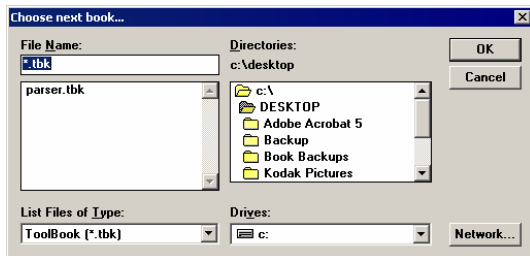 Choose next book...
File Name:
*.tbk
parser.tbk
List Files of Type:
ToolBook (*.tbk)
Directories:
c:\desktop
c:\
DESKTOP
Adobe Acrobat 5
Backup
Book Backups
Kodak Pictures
Drives:
c:
OK
Cancel
Network...